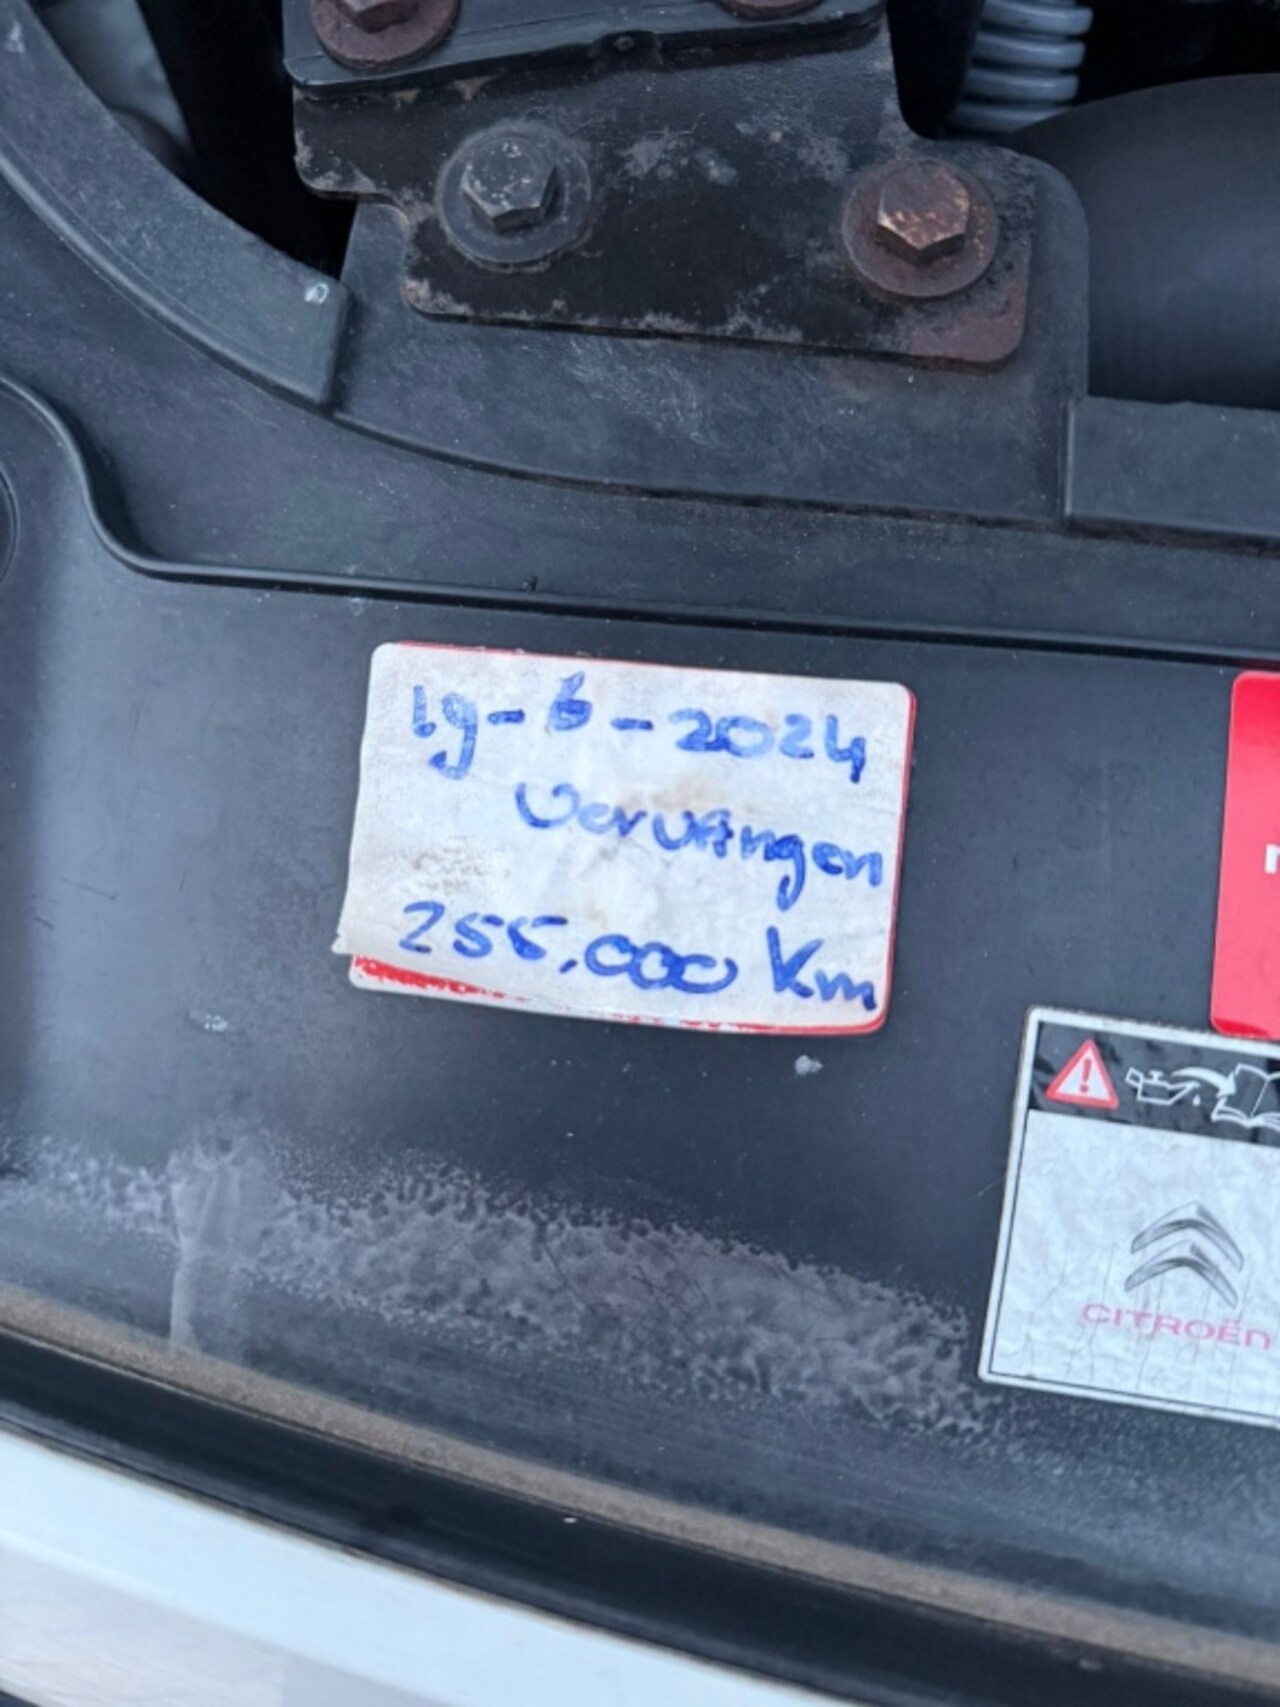 19-6-2024
Vervangen
255.000 Km
CITROËN